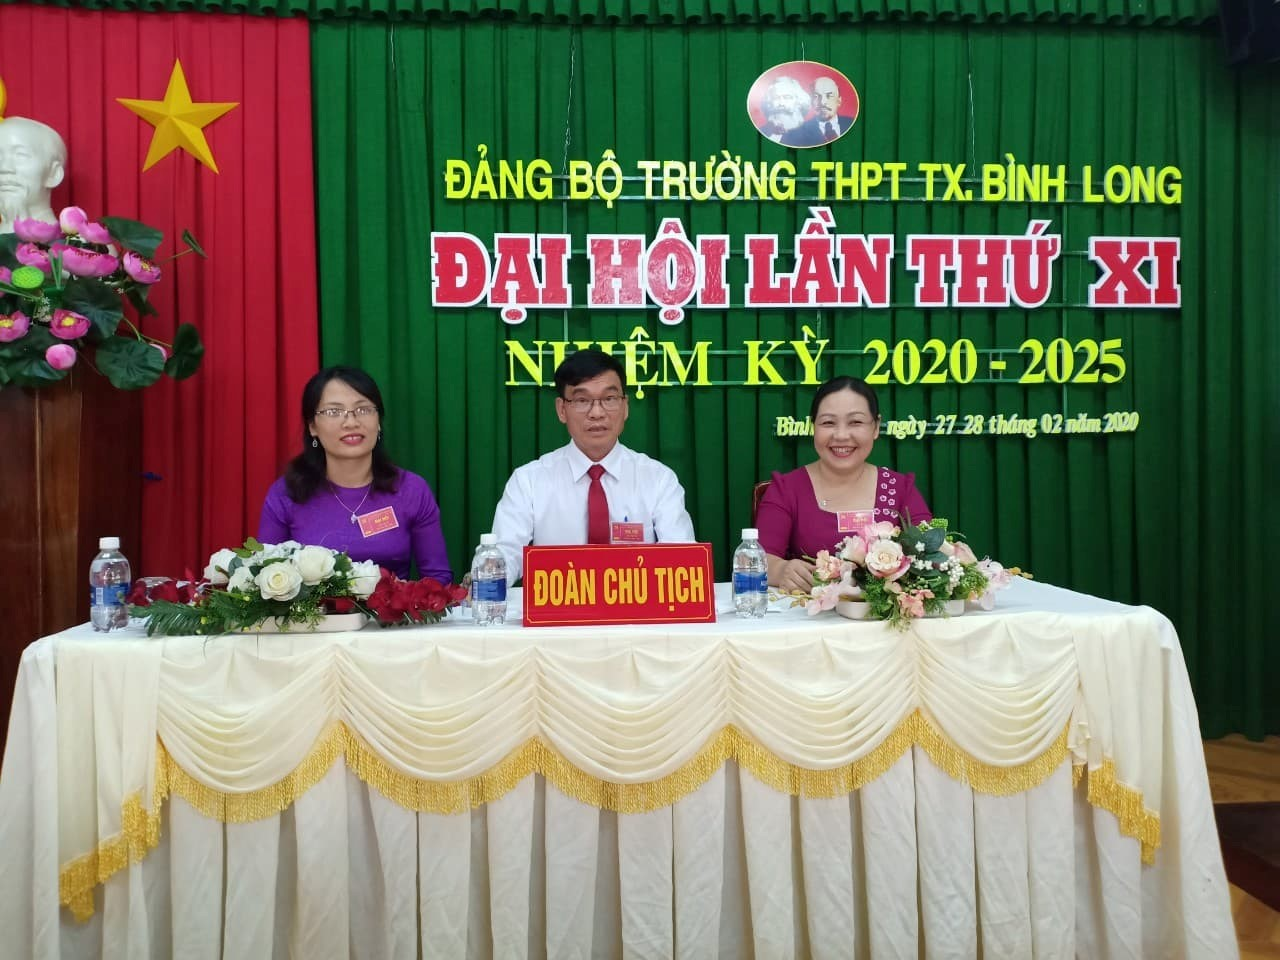 ĐẢNG BỘ TRƯỜNG THPT TX. BÌNH LONG
ĐẠI HỘI LẦN THỨ XI
NHIỆM KỲ 2020 - 2025
Bình ngày 27 28 tháng 02 năm 2020
ĐOÀN CHỦ TỊCH